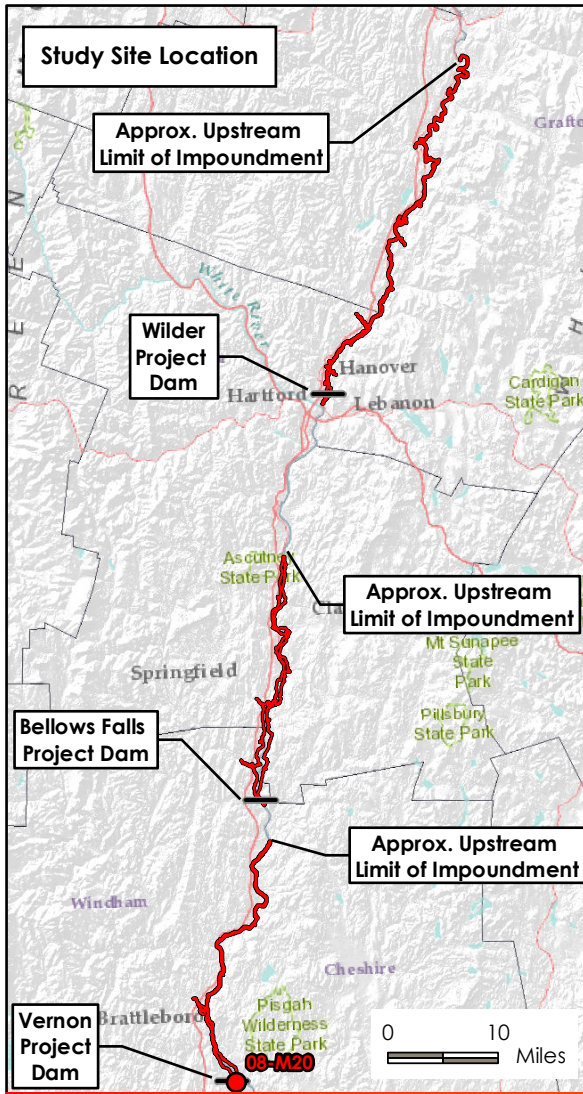 Study Site Location
Approx. Upstream
Limit of Impoundment
Grafto
White River
Wilder
Project
Dam
Hanover
Hartford
Lebanon
Cardigan
State Park
Ascutney
State Park
Approx. Upstream
Limit of Impoundment
Mt Sunapee
State
Park
Springfield
Pillsbury
State Park
Bellows Falls
Project Dam
Approx. Upstream
Limit of Impoundment
Windham
Cheshire
Vernon
Project
Dam
Brattleboro
Pisgah
Wilderness
State Park
08-M20
0 10
Miles